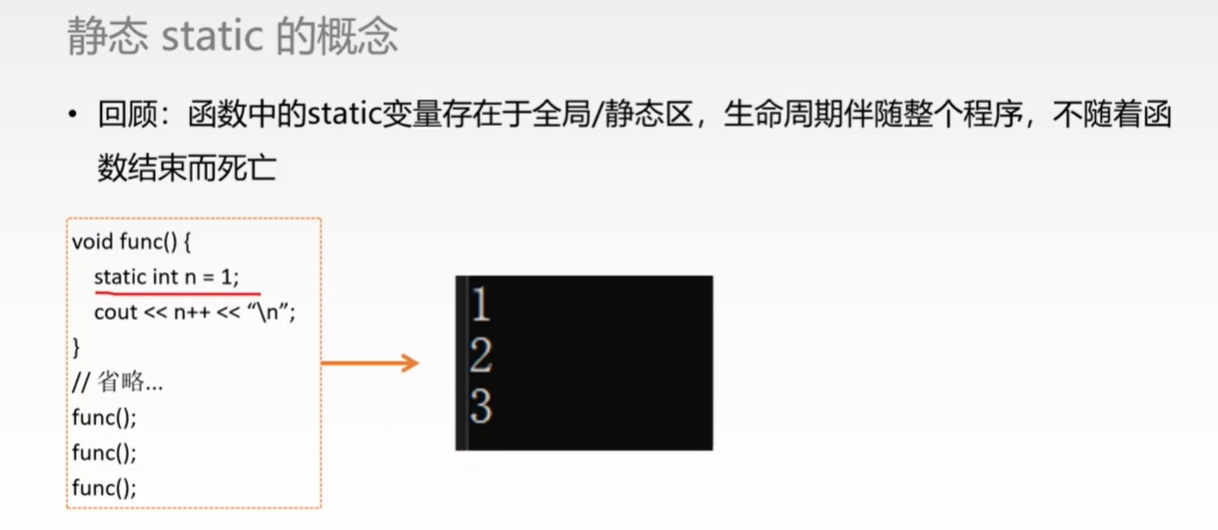 静态 static 的概念
• 回顾：函数中的static变量存在于全局/静态区，生命周期伴随整个程序，不随着函
数结束而死亡
void func() {
static int n = 1;
cout << n++ << “\n”;
}
// 省略...
func();
func();
func();
1
2
3